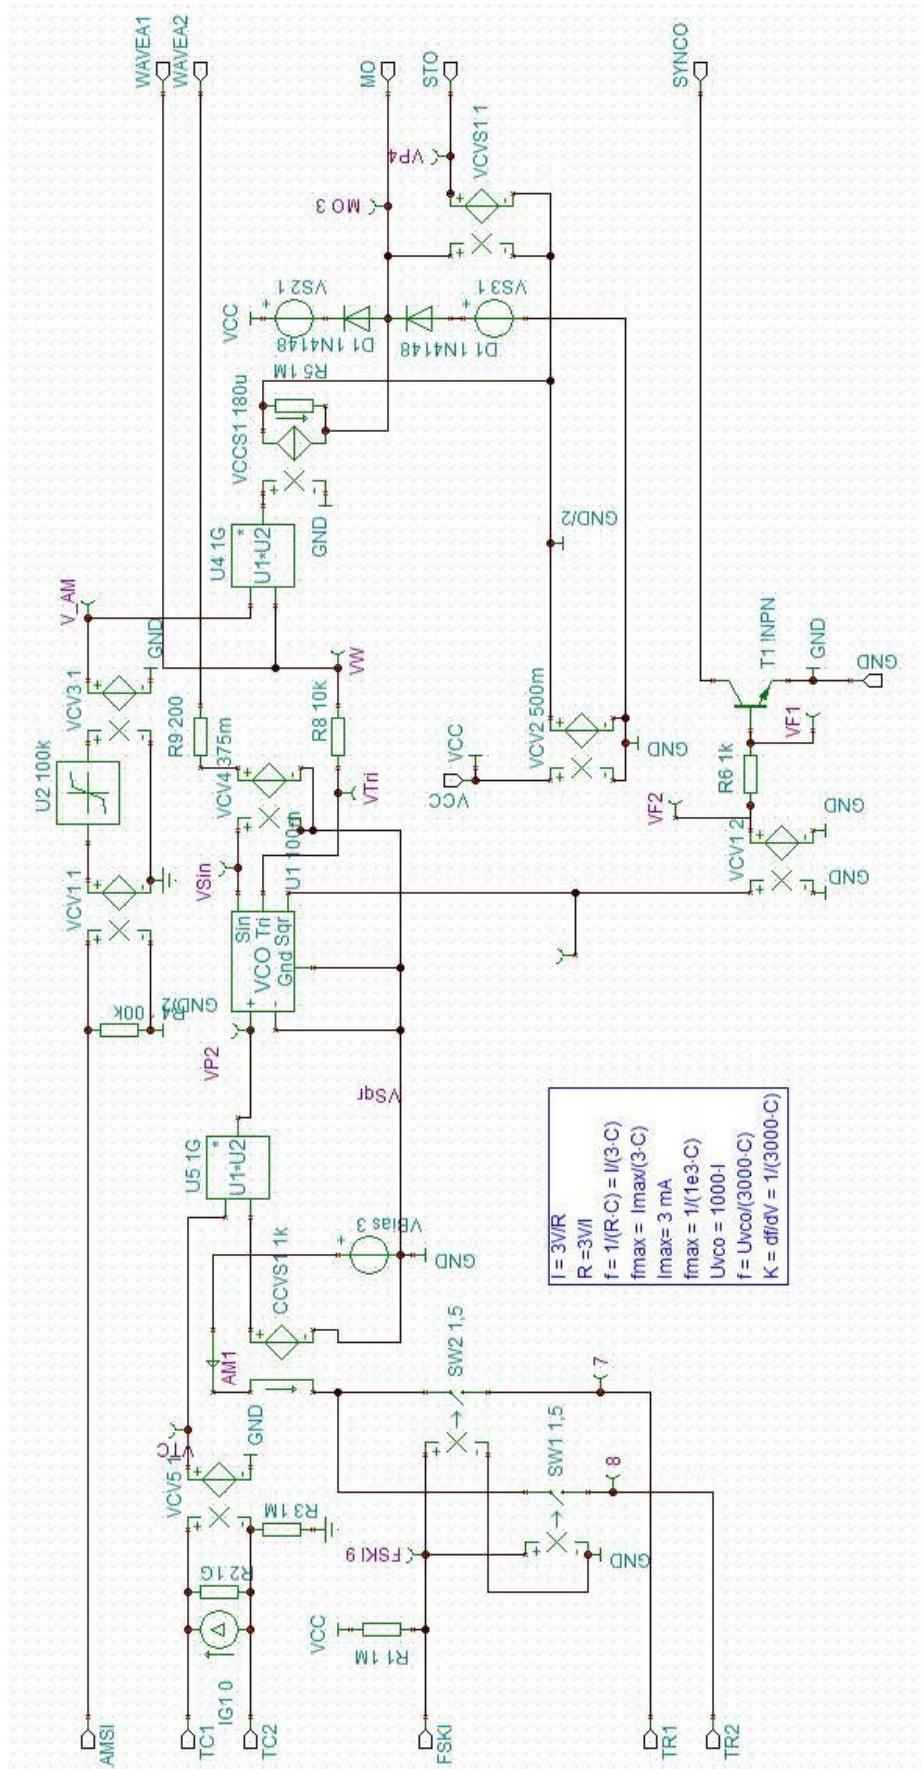 WAVEA1
WAVEA2
MO
STO
SYNCO
VP4
VCVS1 1
MO 3
VCC
VS2 1
D1 1N4148
D1 1N4148
VS3 1
R5 1M
VCCS1 180u
GND
U4 1G
U1*U2
GND/2
V_AM
VCV3 1
GND
U2 100k
VCV1 1
R9 200
VCV4 375m
VW
R8 10k
VTri
VSin
U1 100m
VCO
Sin
Tri
Sqr
Gnd
VCC
VCC
VCV2 500m
GND
T1 !NPN
GND
GND
VF1
R6 1k
VF2
VCV1 2
GND
GND
GND/2
VP2
VSqr
U5 1G
U1*U2
VBias 3
GND
CCVS1 1k
AM1
I = 3V/R
R =3V/I
f = 1/(R·C) = I/(3·C)
fmax = Imax/(3·C)
Imax= 3 mA
fmax = 1/(1e3·C)
Uvco = 1000·I
f = Uvco/(3000·C)
K = df/dV = 1/(3000·C)
SW2 1,5
7
SW1 1,5
8
GND
VTC
VCV5 1
GND
R3 1M
R2 1G
IG1 0
FSKI 9
VCC
R1 1M
AMSI
TC1
TC2
FSKI
TR1
TR2